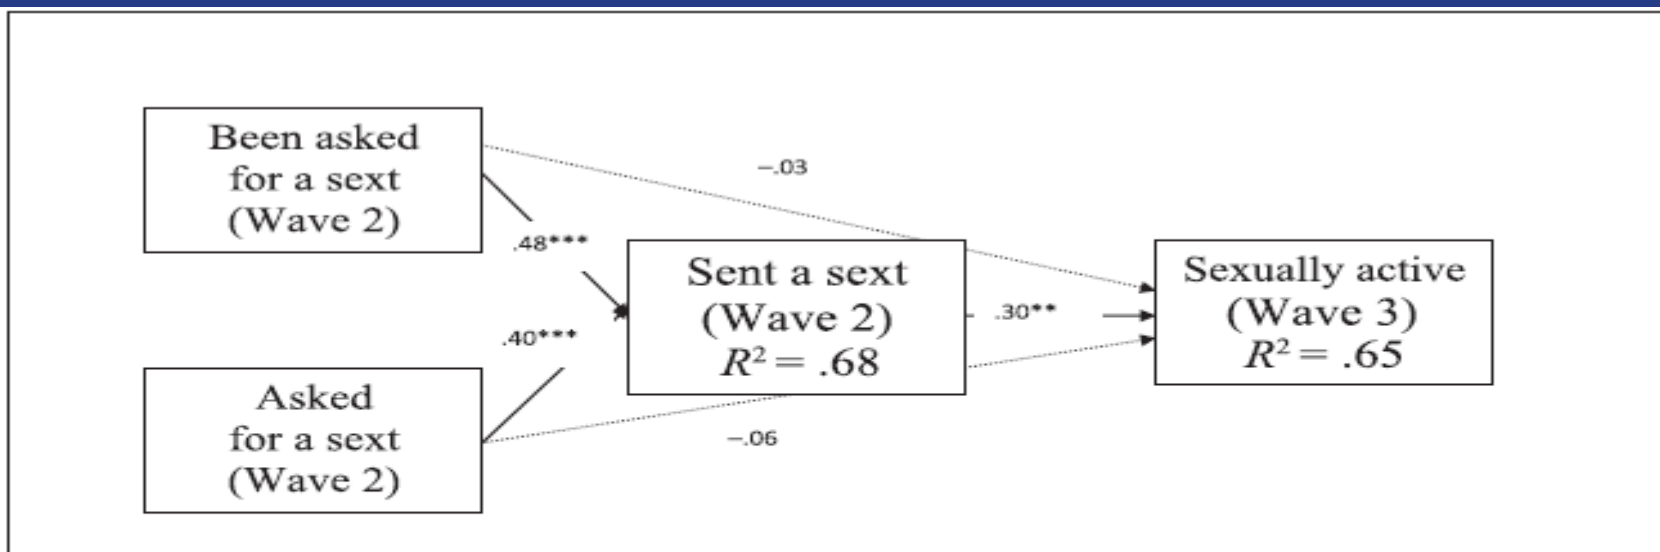 Been asked
for a sext
(Wave 2)
−.03
.48***
Sent a sext
(Wave 2)
R² = .68
.30**
Sexually active
(Wave 3)
R² = .65
.40***
Asked
for a sext
(Wave 2)
−.06